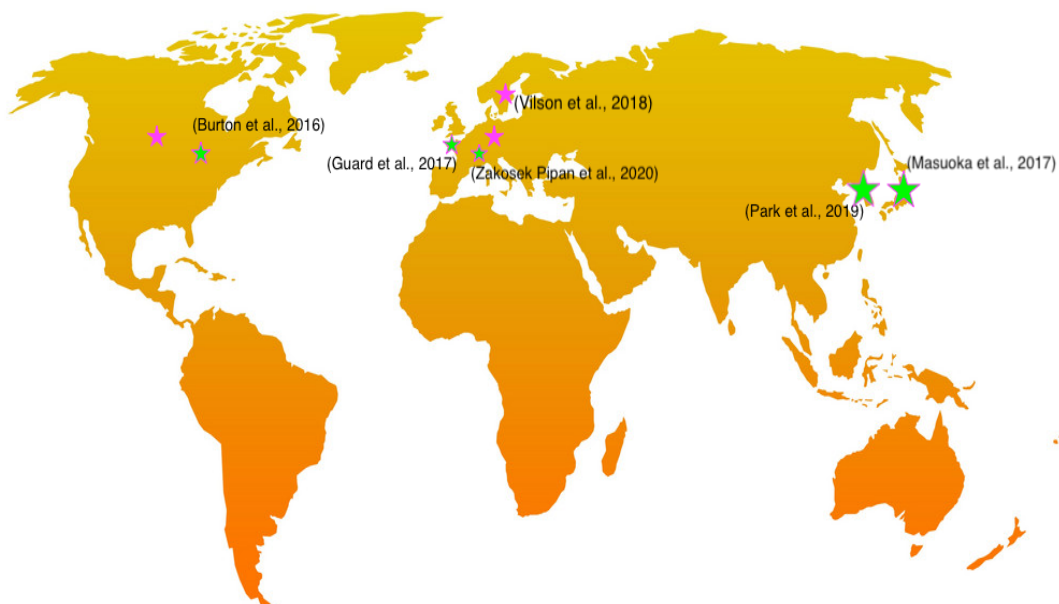 (Vilson et al., 2018)
(Burton et al., 2016)
(Guard et al., 2017)
(Masuoka et al., 2017)
(Zakosek Pipan et al., 2020)
(Park et al., 2019)